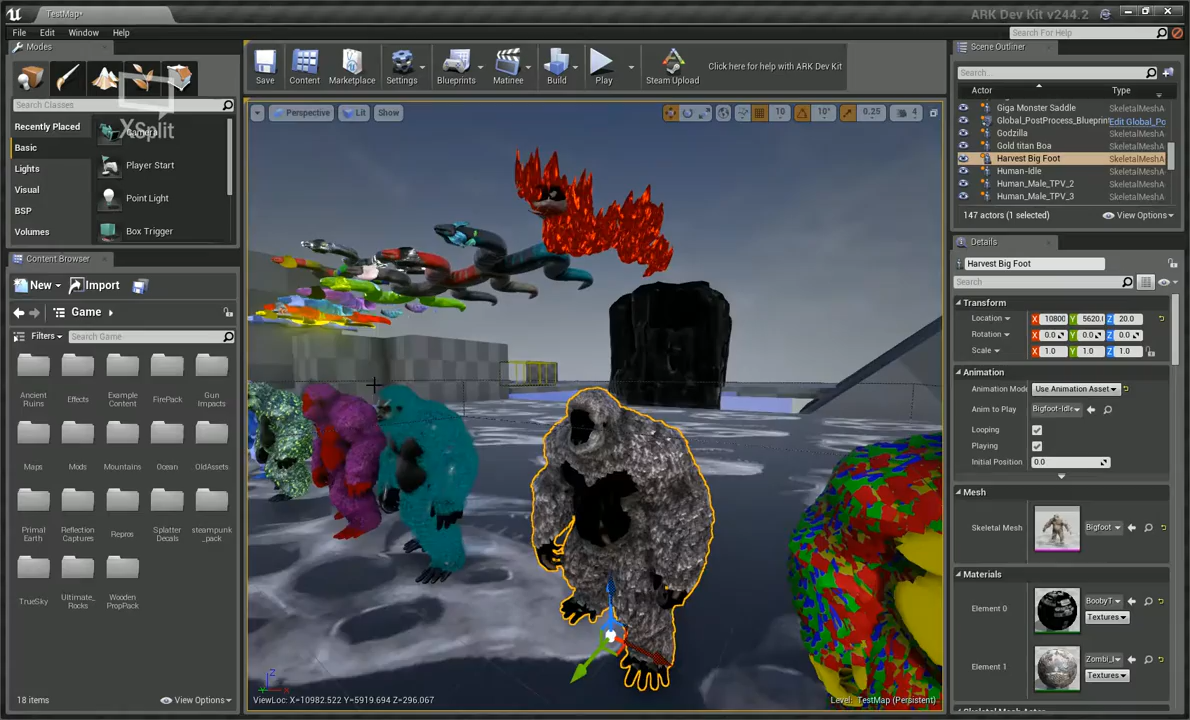 TestMap*
ARK Dev Kit v244.2
File Edit Window Help
Search For Help
Modes
Search Classes
XSplit
Recently Placed
Basic
Lights
Visual
BSP
Volumes
Camera
Player Start
Point Light
Box Trigger
Save Content Marketplace Settings Blueprints Matinee Build Play Steam Upload
Click here for help with ARK Dev Kit
Perspective Lit Show
10 10° 0.25 4
Content Browser
New Import
Game
Filters Search Game
Ancient Ruins
Effects
Example Content
FirePack
Gun Impacts
Maps
Mods
Mountains
Ocean
OldAssets
Primal Earth
Reflection Captures
Repros
Splatter Decals
steampunk_pack
TrueSky
Ultimate_Rocks
Wooden PropPack
18 items
View Options
ViewLoc: X=10982.522 Y=5919.694 Z=296.067
Level: TestMap (Persistent)
Scene Outliner
Search...
Actor Type
Giga Monster Saddle SkeletalMeshA
Global_PostProcess_Blueprint Edit Global_Po
Godzilla SkeletalMeshA
Gold titan Boa SkeletalMeshA
Harvest Big Foot SkeletalMeshA
Human-Idle SkeletalMeshA
Human_Male_TPV_2 SkeletalMeshA
Human_Male_TPV_3 SkeletalMeshA
147 actors (1 selected)
View Options
Details
Harvest Big Foot
Search
Transform
Location X 10800 Y 5620.( Z 20.0
Rotation X 0.0 Y 0.0 Z 0.0
Scale X 1.0 Y 1.0 Z 1.0
Animation
Animation Mode Use Animation Asset
Anim to Play Bigfoot-Idle
Looping
Playing
Initial Position 0.0
Mesh
Skeletal Mesh Bigfoot
Materials
Element 0 BoobyT
Textures
Element 1 Zombi_
Textures
Skeletal Mesh Actor